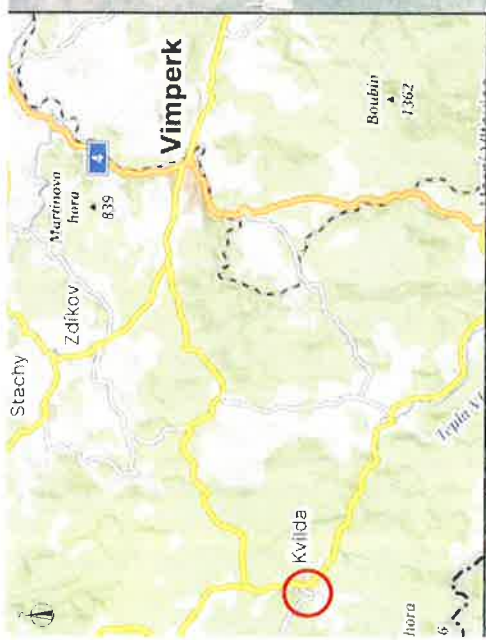 Stachy
Zdíkov
Martinova
hora
839
4
Vimperk
Boubín
1362
Kvilda
Teplá Vl
hora
6